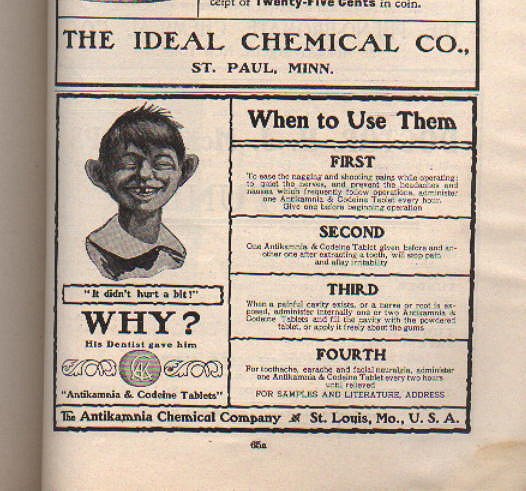 ceipt of Twenty-Five Cents in coin.
THE IDEAL CHEMICAL CO.,
ST. PAUL, MINN.
"It didn't hurt a bit!"
WHY?
His Dentist gave him
AK
"Antikamnia & Codeine Tablets"
When to Use Them
FIRST
To ease the nagging and shooting pains while operating;
to quiet the nerves, and prevent the headaches and
nausea which frequently follow operations, administer
one Antikamnia & Codeine Tablet every hour.
Give one before beginning operation
SECOND
One Antikamnia & Codeine Tablet given before and an-
other one after extracting a tooth, will stop pain
and allay irritability
THIRD
When a painful cavity exists, or a nerve or root is ex-
posed, administer internally one or two Antikamnia &
Codeine Tablets and fill the cavity with the powdered
tablet, or apply it freely about the gums
FOURTH
For toothache, earache and facial neuralgia, administer
one Antikamnia & Codeine Tablet every two hours
until relieved
FOR SAMPLES AND LITERATURE, ADDRESS
The Antikamnia Chemical Company St. Louis, Mo., U. S. A.
65a